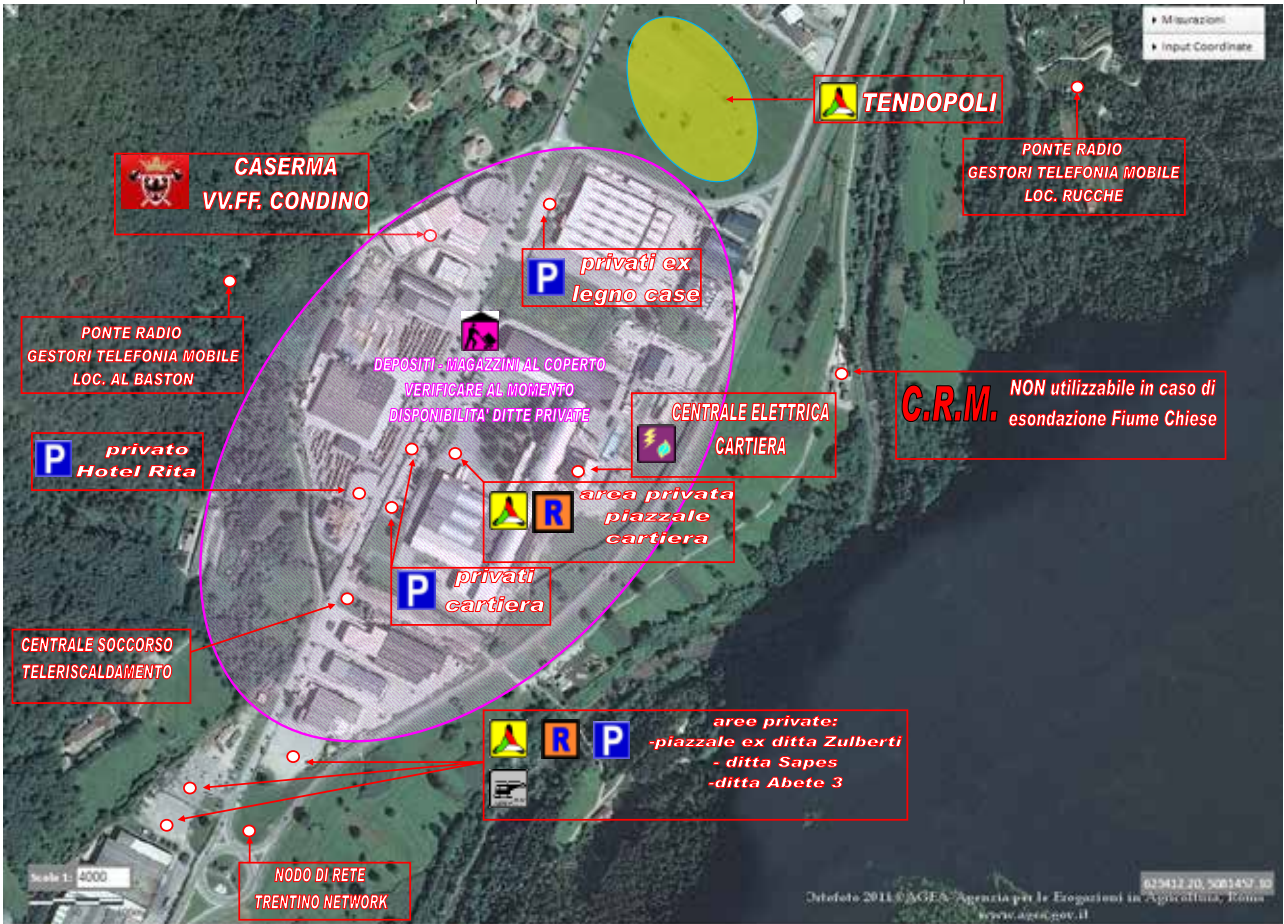 Misurazioni
Input Coordinate
TENDOPOLI
PONTE RADIO
GESTORI TELEFONIA MOBILE
LOC. RUCCHE
CASERMA
VV.FF. CONDINO
P
privati ex
legno case
PONTE RADIO
GESTORI TELEFONIA MOBILE
LOC. AL BASTON
DEPOSITI - MAGAZZINI AL COPERTO
VERIFICARE AL MOMENTO
DISPONIBILITA' DITTE PRIVATE
C.R.M.
NON utilizzabile in caso di
esondazione Fiume Chiese
CENTRALE ELETTRICA
CARTIERA
P
privato
Hotel Rita
R
area privata
piazzale
cartiera
P
privati
cartiera
CENTRALE SOCCORSO
TELERISCALDAMENTO
R P
aree private:
-piazzale ex ditta Zulberti
- ditta Sapes
-ditta Abete 3
NODO DI RETE
TRENTINO NETWORK
Scala 1: 4000
625412.20, 5081457.10
Ortofoto 2011 ©AGEA- Agenzia per le Erogazioni in Agricoltura, Roma
www.agea.gov.it